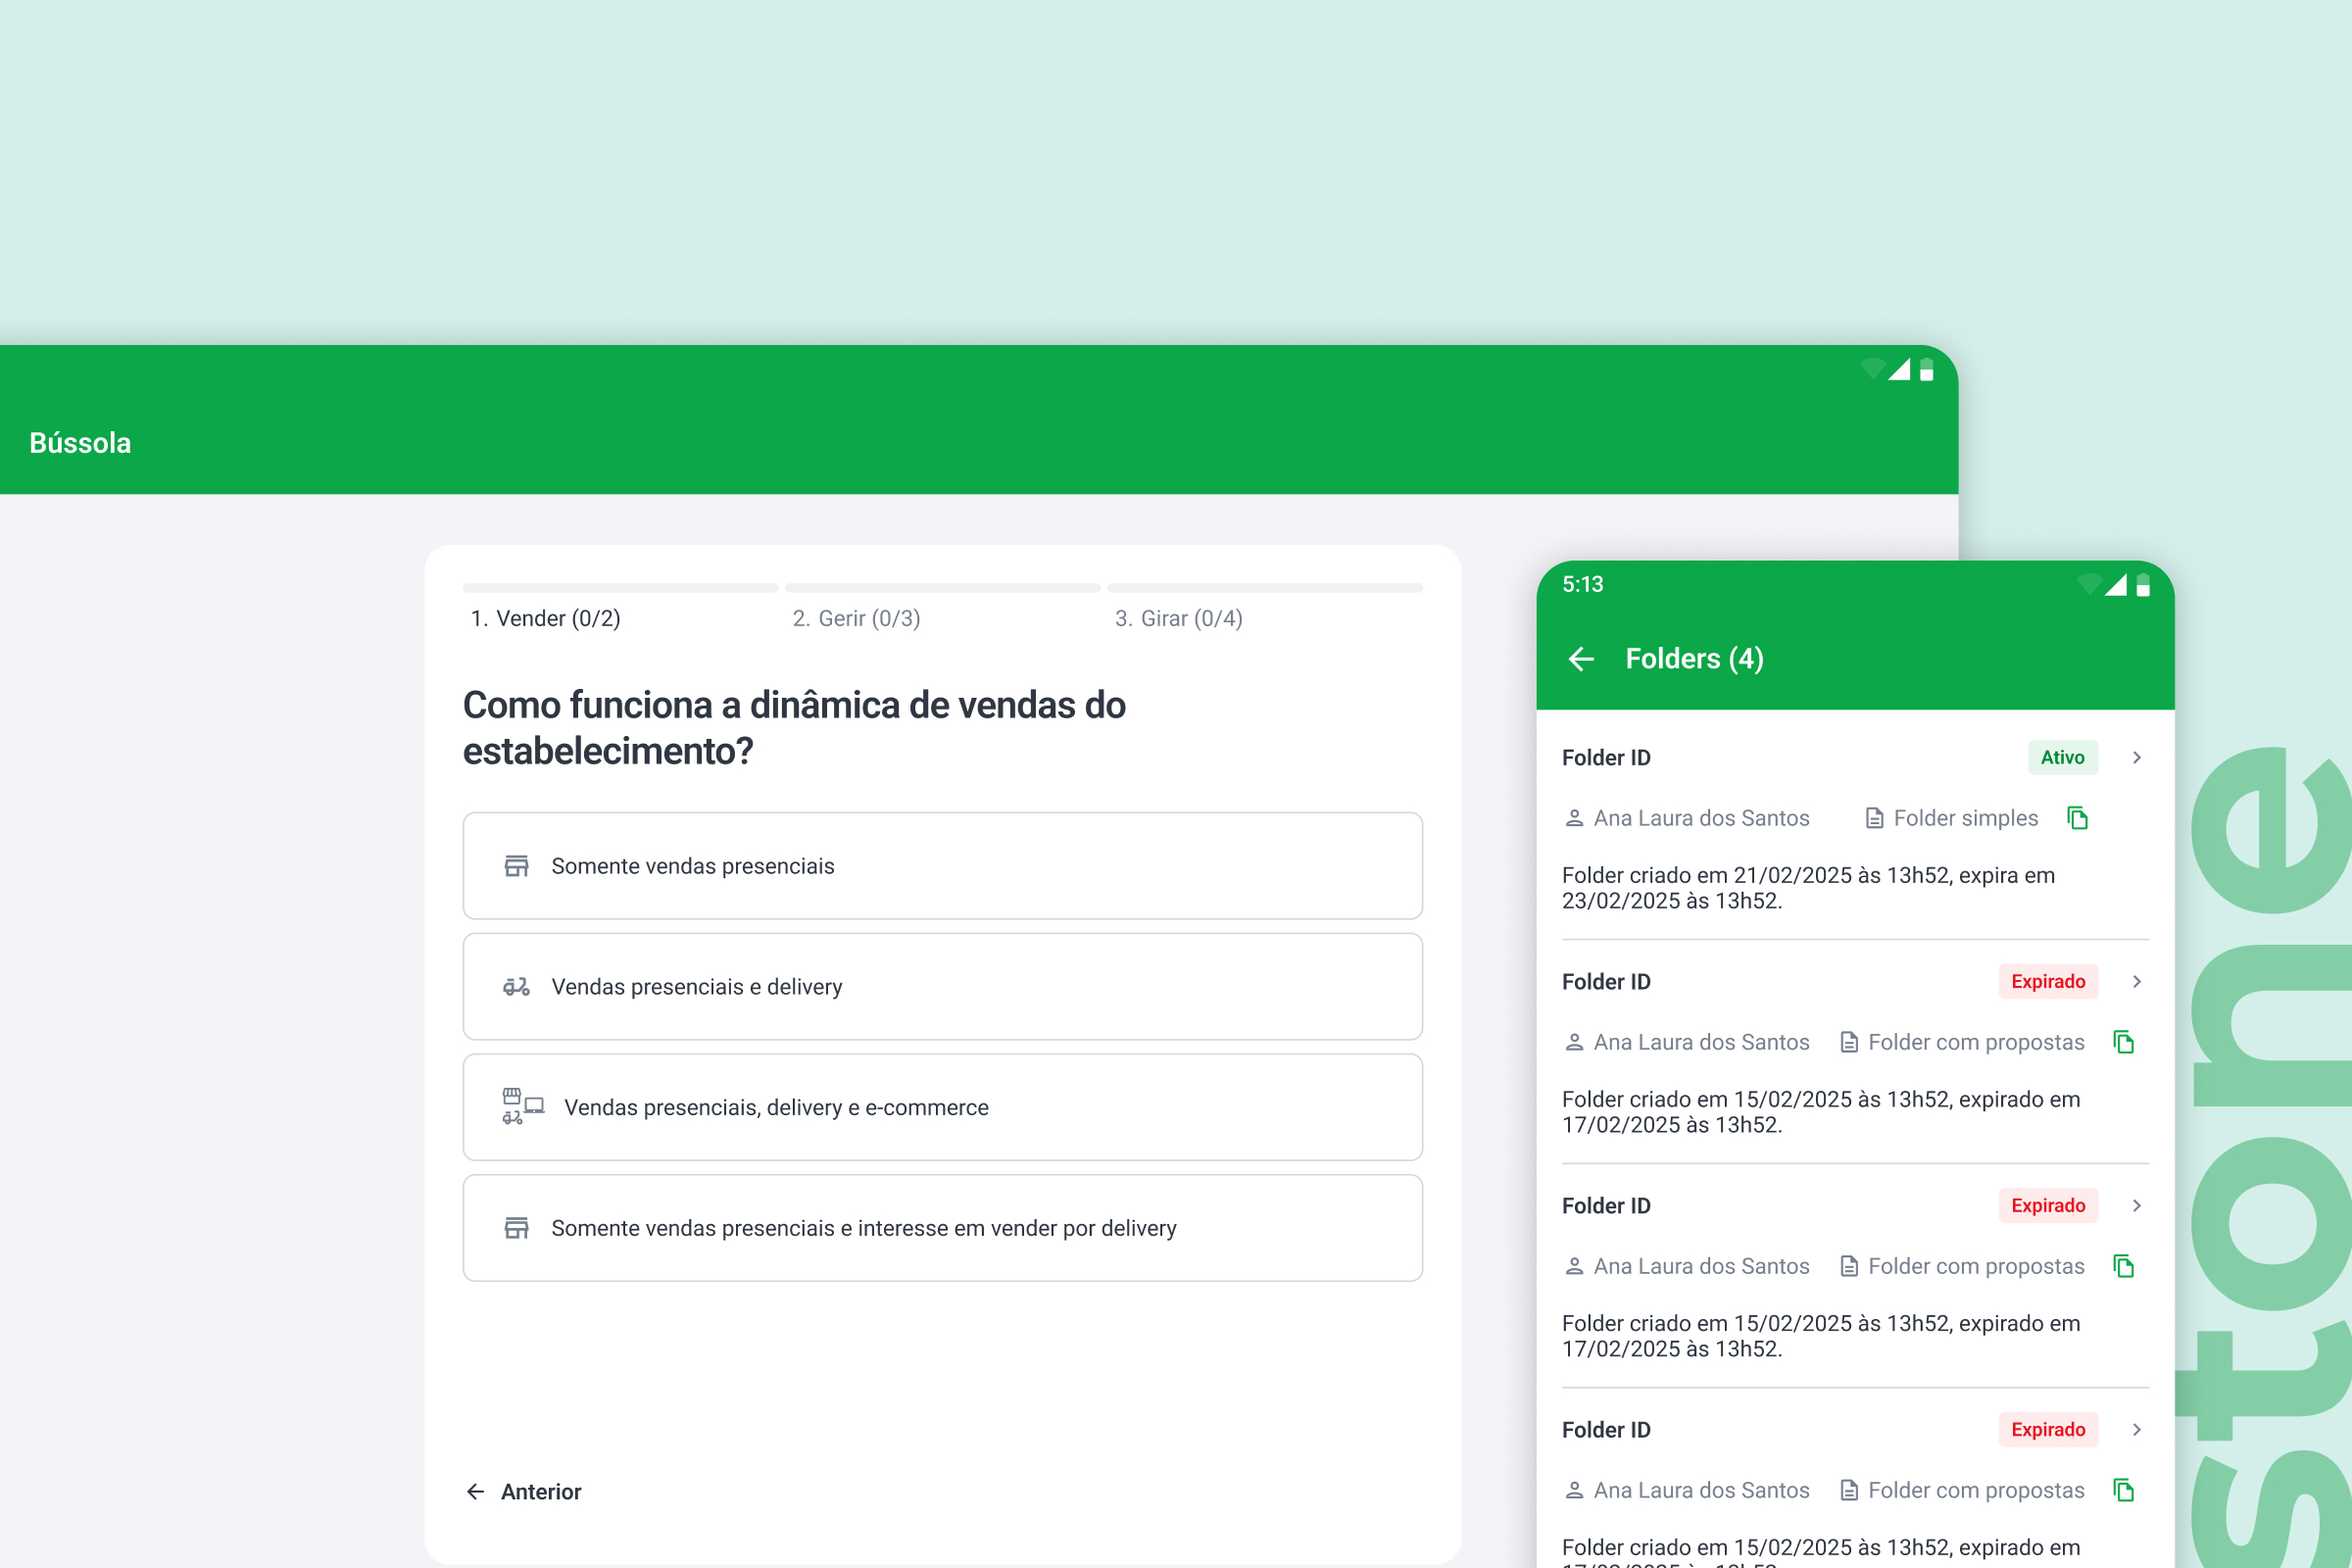 Bússola
1. Vender (0/2)
2. Gerir (0/3)
3. Girar (0/4)
Como funciona a dinâmica de vendas do
estabelecimento?
Somente vendas presenciais
Vendas presenciais e delivery
Vendas presenciais, delivery e e-commerce
Somente vendas presenciais e interesse em vender por delivery
Anterior
5:13
Folders (4)
Folder ID
Ativo
Ana Laura dos Santos
Folder simples
Folder criado em 21/02/2025 às 13h52, expira em
23/02/2025 às 13h52.
Folder ID
Expirado
Ana Laura dos Santos
Folder com propostas
Folder criado em 15/02/2025 às 13h52, expirado em
17/02/2025 às 13h52.
Folder ID
Expirado
Ana Laura dos Santos
Folder com propostas
Folder criado em 15/02/2025 às 13h52, expirado em
17/02/2025 às 13h52.
Folder ID
Expirado
Ana Laura dos Santos
Folder com propostas
Folder criado em 15/02/2025 às 13h52, expirado em
stone